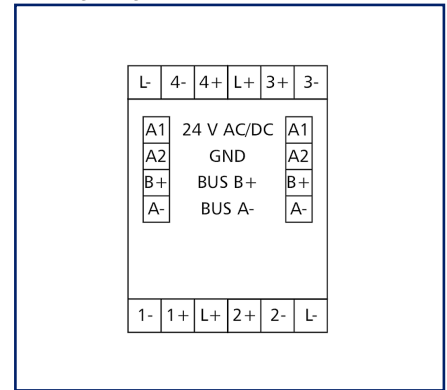 L- 4- 4+ L+ 3+ 3-
A1 24 V AC/DC A1
A2 GND A2
B+ BUS B+ B+
A- BUS A- A-
1- 1+ L+ 2+ 2- L-